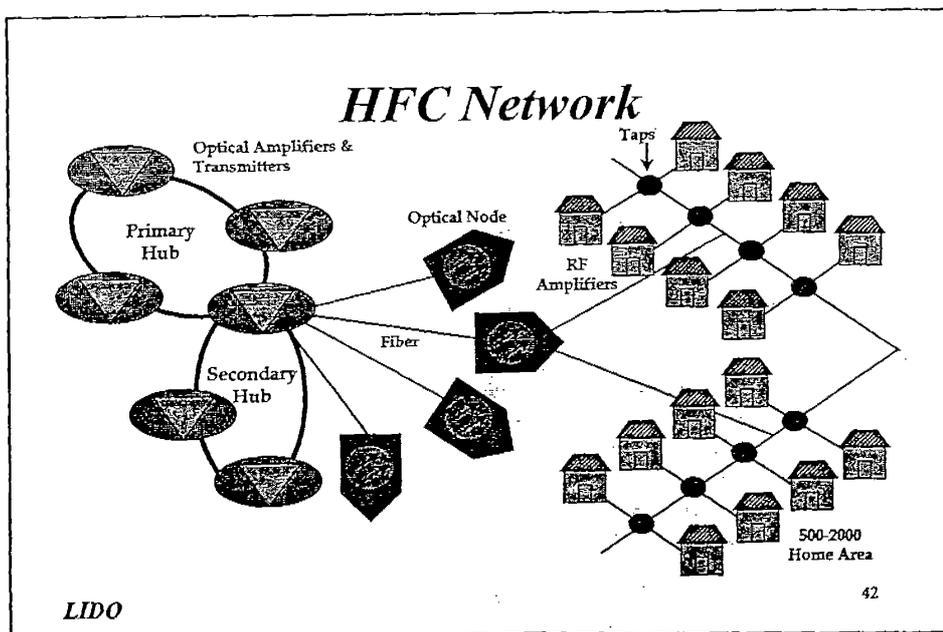 HFC Network
Optical Amplifiers &
Transmitters
Taps
Optical Node
Primary
Hub
RF
Amplifiers
Fiber
Secondary
Hub
500-2000
Home Area
42
LIDO